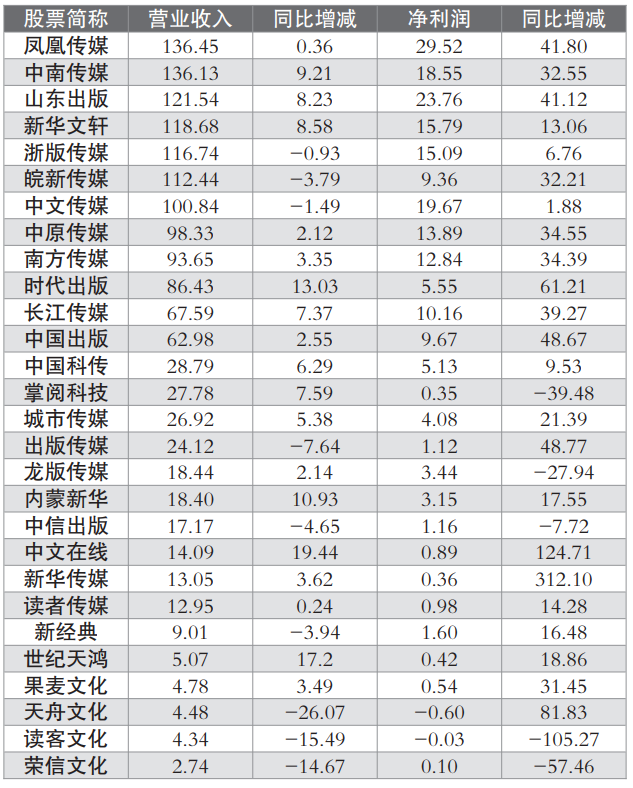 股票简称 营业收入 同比增减 净利润 同比增减
凤凰传媒 136.45 0.36 29.52 41.80
中南传媒 136.13 9.21 18.55 32.55
山东出版 121.54 8.23 23.76 41.12
新华文轩 118.68 8.58 15.79 13.06
浙版传媒 116.74 −0.93 15.09 6.76
皖新传媒 112.44 −3.79 9.36 32.21
中文传媒 100.84 −1.49 19.67 1.88
中原传媒 98.33 2.12 13.89 34.55
南方传媒 93.65 3.35 12.84 34.39
时代出版 86.43 13.03 5.55 61.21
长江传媒 67.59 7.37 10.16 39.27
中国出版 62.98 2.55 9.67 48.67
中国科传 28.79 6.29 5.13 9.53
掌阅科技 27.78 7.59 0.35 −39.48
城市传媒 26.92 5.38 4.08 21.39
出版传媒 24.12 −7.64 1.12 48.77
龙版传媒 18.44 2.14 3.44 −27.94
内蒙新华 18.40 10.93 3.15 17.55
中信出版 17.17 −4.65 1.16 −7.72
中文在线 14.09 19.44 0.89 124.71
新华传媒 13.05 3.62 0.36 312.10
读者传媒 12.95 0.24 0.98 14.28
新经典 9.01 −3.94 1.60 16.48
世纪天鸿 5.07 17.2 0.42 18.86
果麦文化 4.78 3.49 0.54 31.45
天舟文化 4.48 −26.07 −0.60 81.83
读客文化 4.34 −15.49 −0.03 −105.27
荣信文化 2.74 −14.67 0.10 −57.46